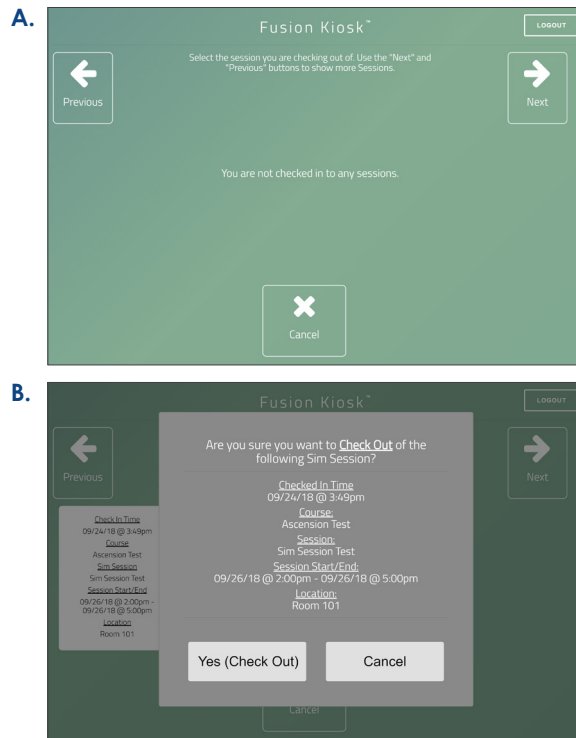 A.
Fusion Kiosk™
LOGOUT
Previous
Select the session you are checking out of. Use the "Next" and
"Previous" buttons to show more Sessions.
Next
You are not checked in to any sessions.
Cancel
B.
Fusion Kiosk™
LOGOUT
Previous
Next
Check In Time
09/24/18 @ 3:49pm
Course
Ascension Test
Sim Session
Sim Session Test
Session Start/End
09/26/18 @ 2:00pm -
09/26/18 @ 5:00pm
Location
Room 101
Are you sure you want to Check Out of the
following Sim Session?
Checked In Time
09/24/18 @ 3:49pm
Course:
Ascension Test
Session:
Sim Session Test
Session Start/End:
09/26/18 @ 2:00pm - 09/26/18 @ 5:00pm
Location:
Room 101
Yes (Check Out)
Cancel
Cancel